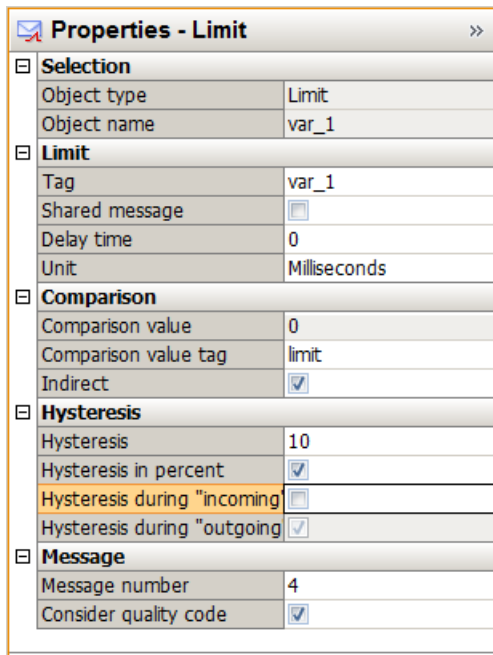 Properties - Limit »
Selection
Object type Limit
Object name var_1
Limit
Tag var_1
Shared message
Delay time 0
Unit Milliseconds
Comparison
Comparison value 0
Comparison value tag limit
Indirect
Hysteresis
Hysteresis 10
Hysteresis in percent
Hysteresis during "incoming"
Hysteresis during "outgoing
Message
Message number 4
Consider quality code